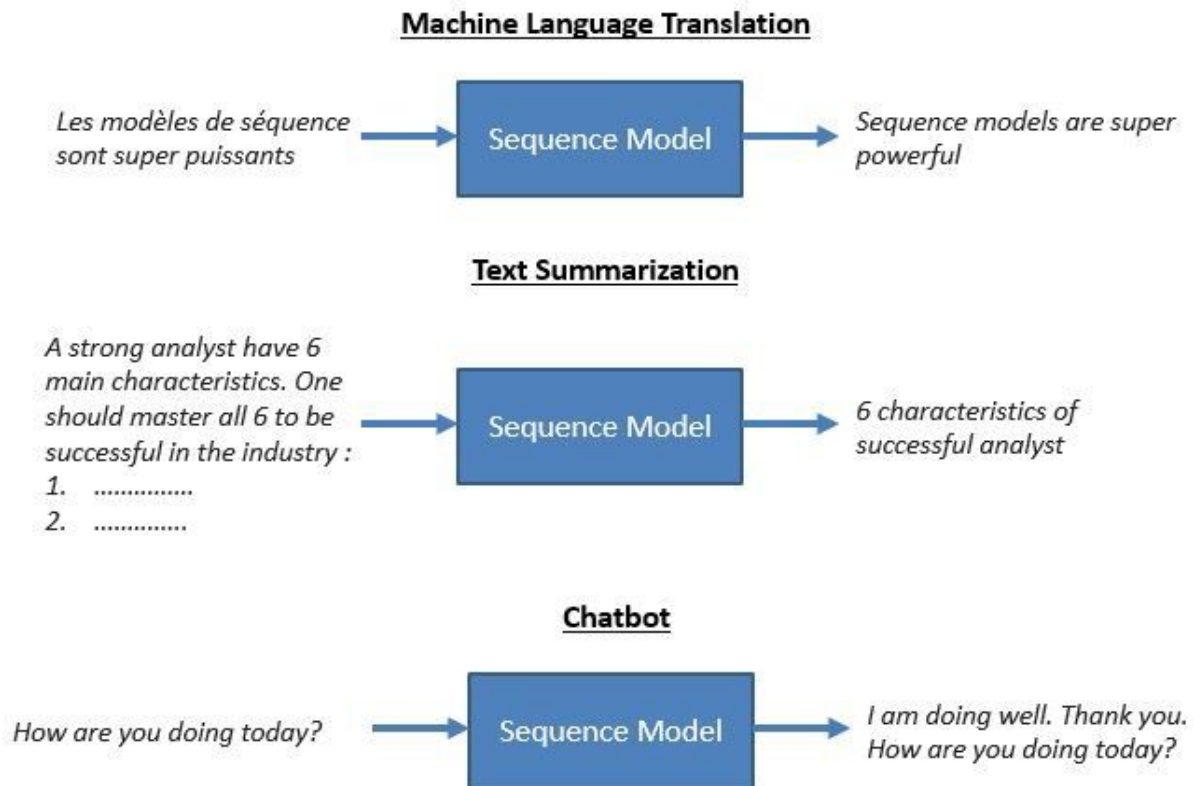 Machine Language Translation
Les modèles de séquence
sont super puissants
Sequence Model
Sequence models are super
powerful
Text Summarization
A strong analyst have 6
main characteristics. One
should master all 6 to be
successful in the industry :
1. ...............
2. ..............
Sequence Model
6 characteristics of
successful analyst
Chatbot
How are you doing today?
Sequence Model
I am doing well. Thank you.
How are you doing today?